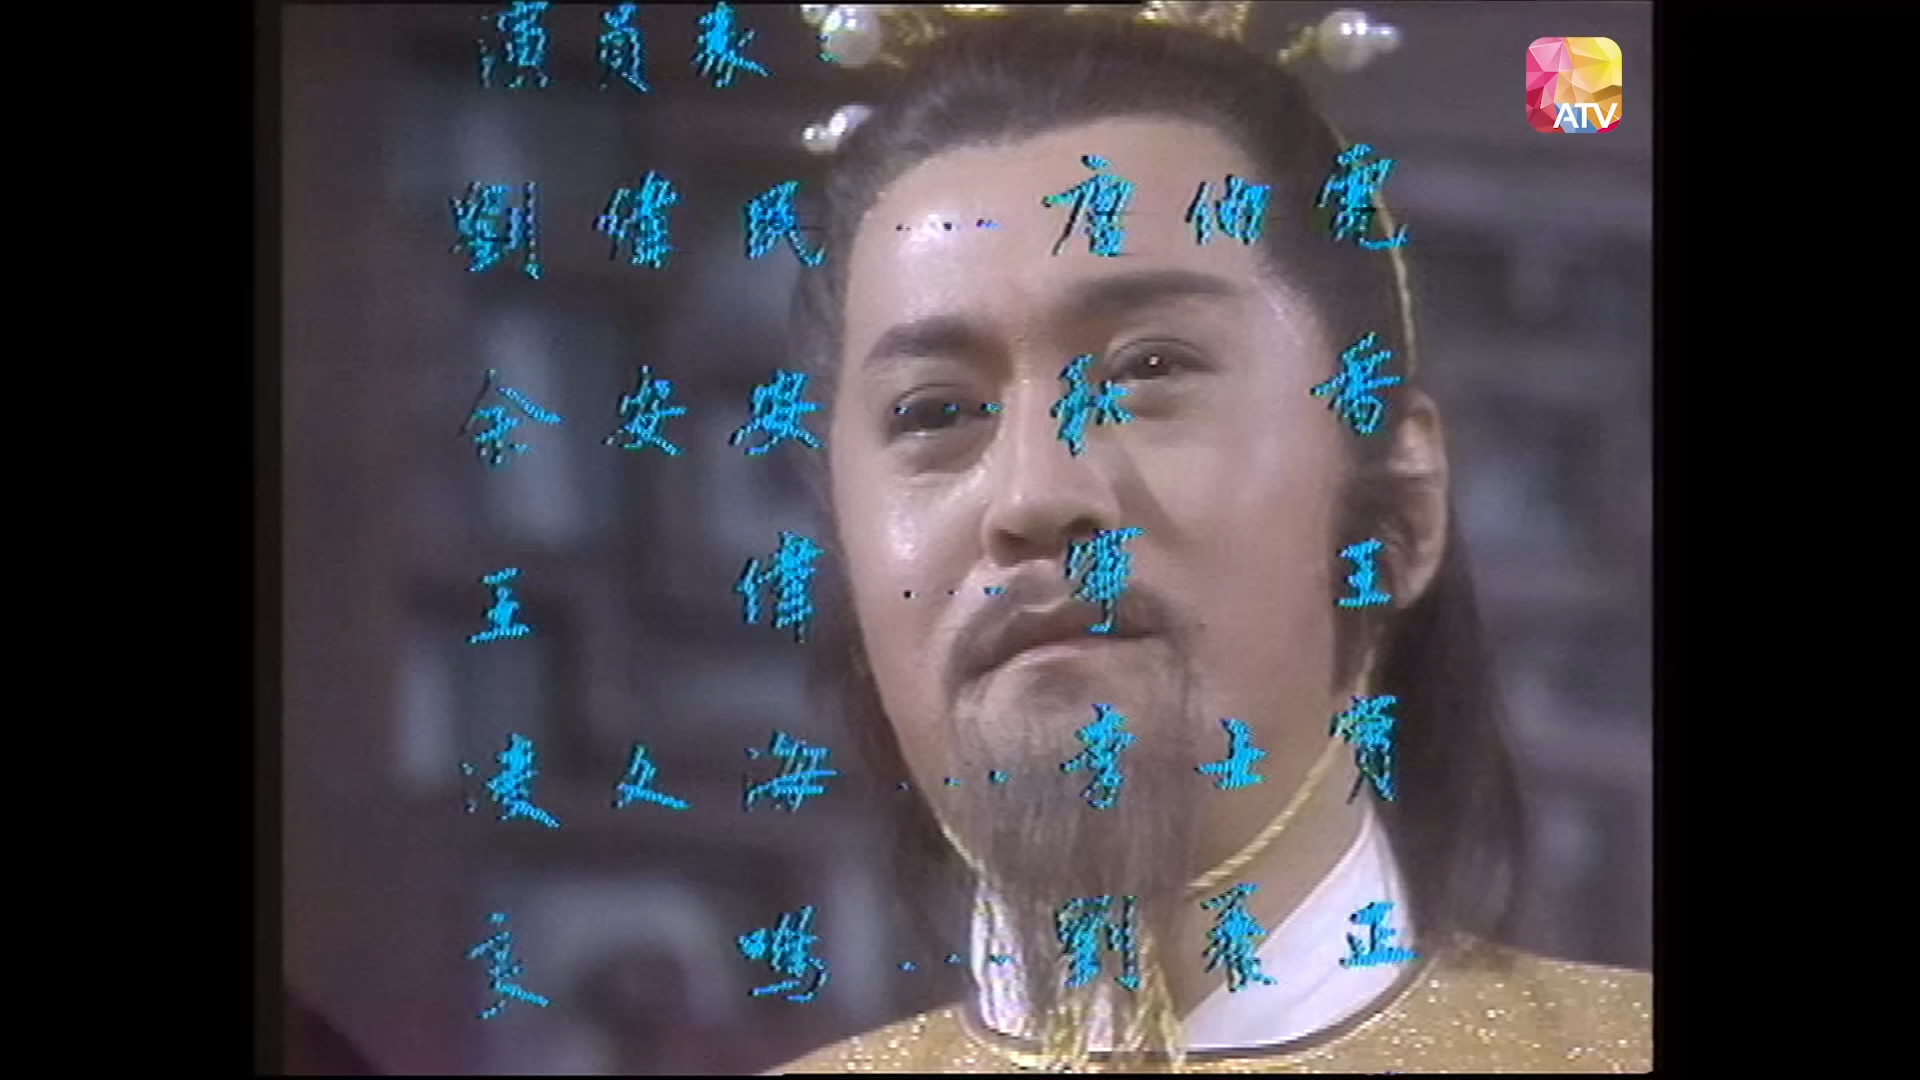 演員表:
ATV
劉偉民……唐伯虎
余安安……秋香
王偉……寧王
凌文海……李士實
艾鳴……劉養正